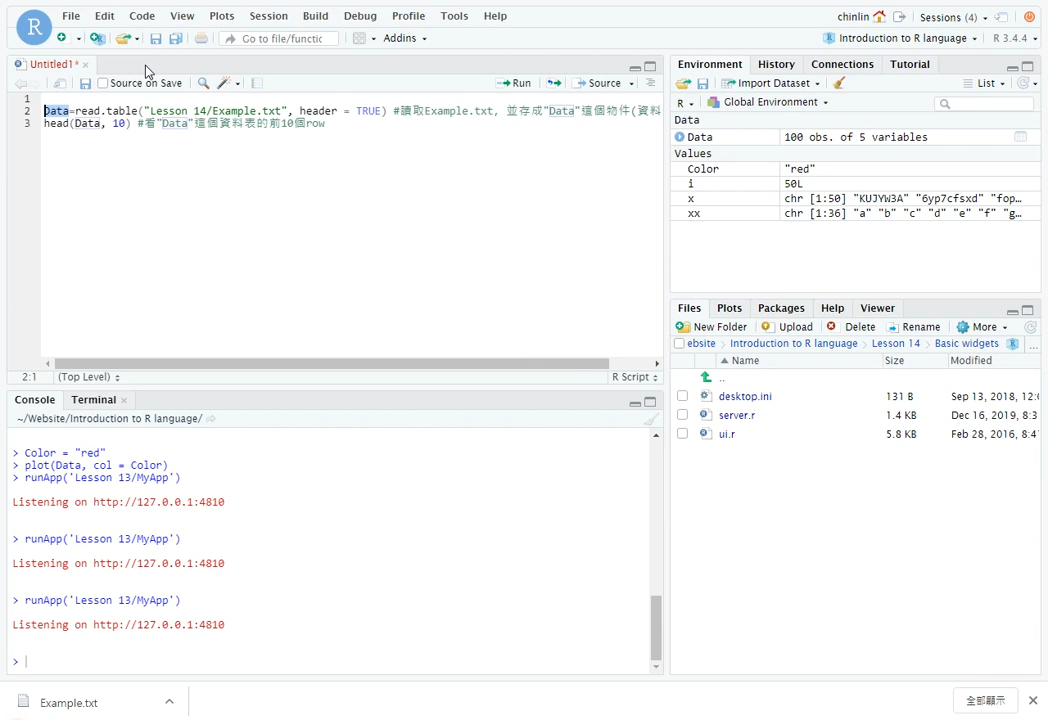 File Edit Code View Plots Session Build Debug Profile Tools Help
chinlin Sessions (4)
Go to file/functic Addins
Introduction to R language R 3.4.4
Untitled1* ×
Source on Save Run Source
1
2 Data=read.table("Lesson 14/Example.txt", header = TRUE) #讀取Example.txt, 並存成"Data"這個物件(資料
3 head(Data, 10) #看"Data"這個資料表的前10個row
2:1 (Top Level) R Script
Console Terminal ×
~/Website/Introduction to R language/
> Color = "red"
> plot(Data, col = Color)
> runApp('Lesson 13/MyApp')
Listening on http://127.0.0.1:4810
> runApp('Lesson 13/MyApp')
Listening on http://127.0.0.1:4810
> runApp('Lesson 13/MyApp')
Listening on http://127.0.0.1:4810
>
Environment History Connections Tutorial
Import Dataset List
R Global Environment
Data
Data 100 obs. of 5 variables
Values
Color "red"
i 50L
x chr [1:50] "KUJYW3A" "6yp7cfsxd" "fop…
xx chr [1:36] "a" "b" "c" "d" "e" "f" "g…
Files Plots Packages Help Viewer
New Folder Upload Delete Rename More
ebsite Introduction to R language Lesson 14 Basic widgets ...
Name Size Modified
..
desktop.ini 131 B Sep 13, 2018, 12:
server.r 1.4 KB Dec 16, 2019, 8:3
ui.r 5.8 KB Feb 28, 2016, 8:4
Example.txt 全部顯示